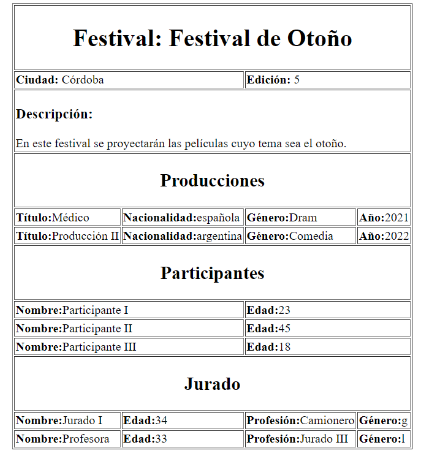 Festival: Festival de Otoño
Ciudad: Córdoba Edición: 5
Descripción:
En este festival se proyectarán las películas cuyo tema sea el otoño.
Producciones
Título:Médico Nacionalidad:española Género:Dram Año:2021
Título:Producción II Nacionalidad:argentina Género:Comedia Año:2022
Participantes
Nombre:Participante I Edad:23
Nombre:Participante II Edad:45
Nombre:Participante III Edad:18
Jurado
Nombre:Jurado I Edad:34 Profesión:Camionero Género:g
Nombre:Profesora Edad:33 Profesión:Jurado III Género:l